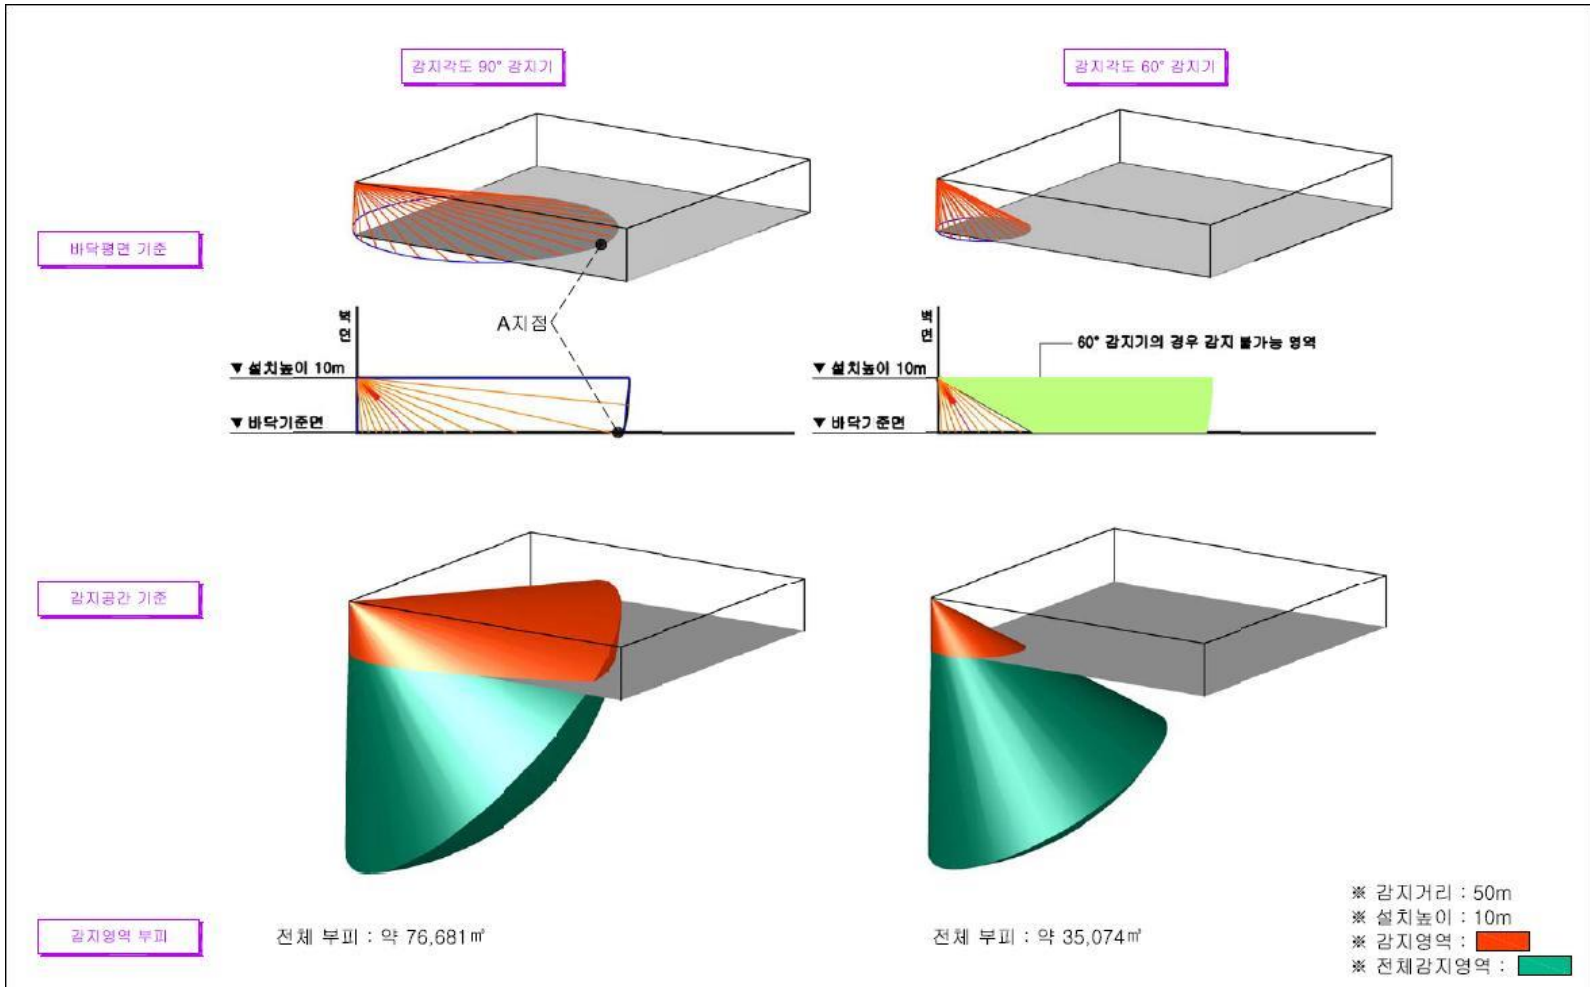 감지각도 90° 감지기
감지각도 60° 감지기
바닥평면 기준
벽면
A지점
▼ 설치높이 10m
▼ 바닥기준면
벽면
60° 감지기의 경우 감지 불가능 영역
▼ 설치높이 10m
▼ 바닥기준면
감지공간 기준
감지영역 부피
전체 부피 : 약 76,681㎥
전체 부피 : 약 35,074㎥
※ 감지거리 : 50m
※ 설치높이 : 10m
※ 감지영역 :
※ 전체감지영역 :